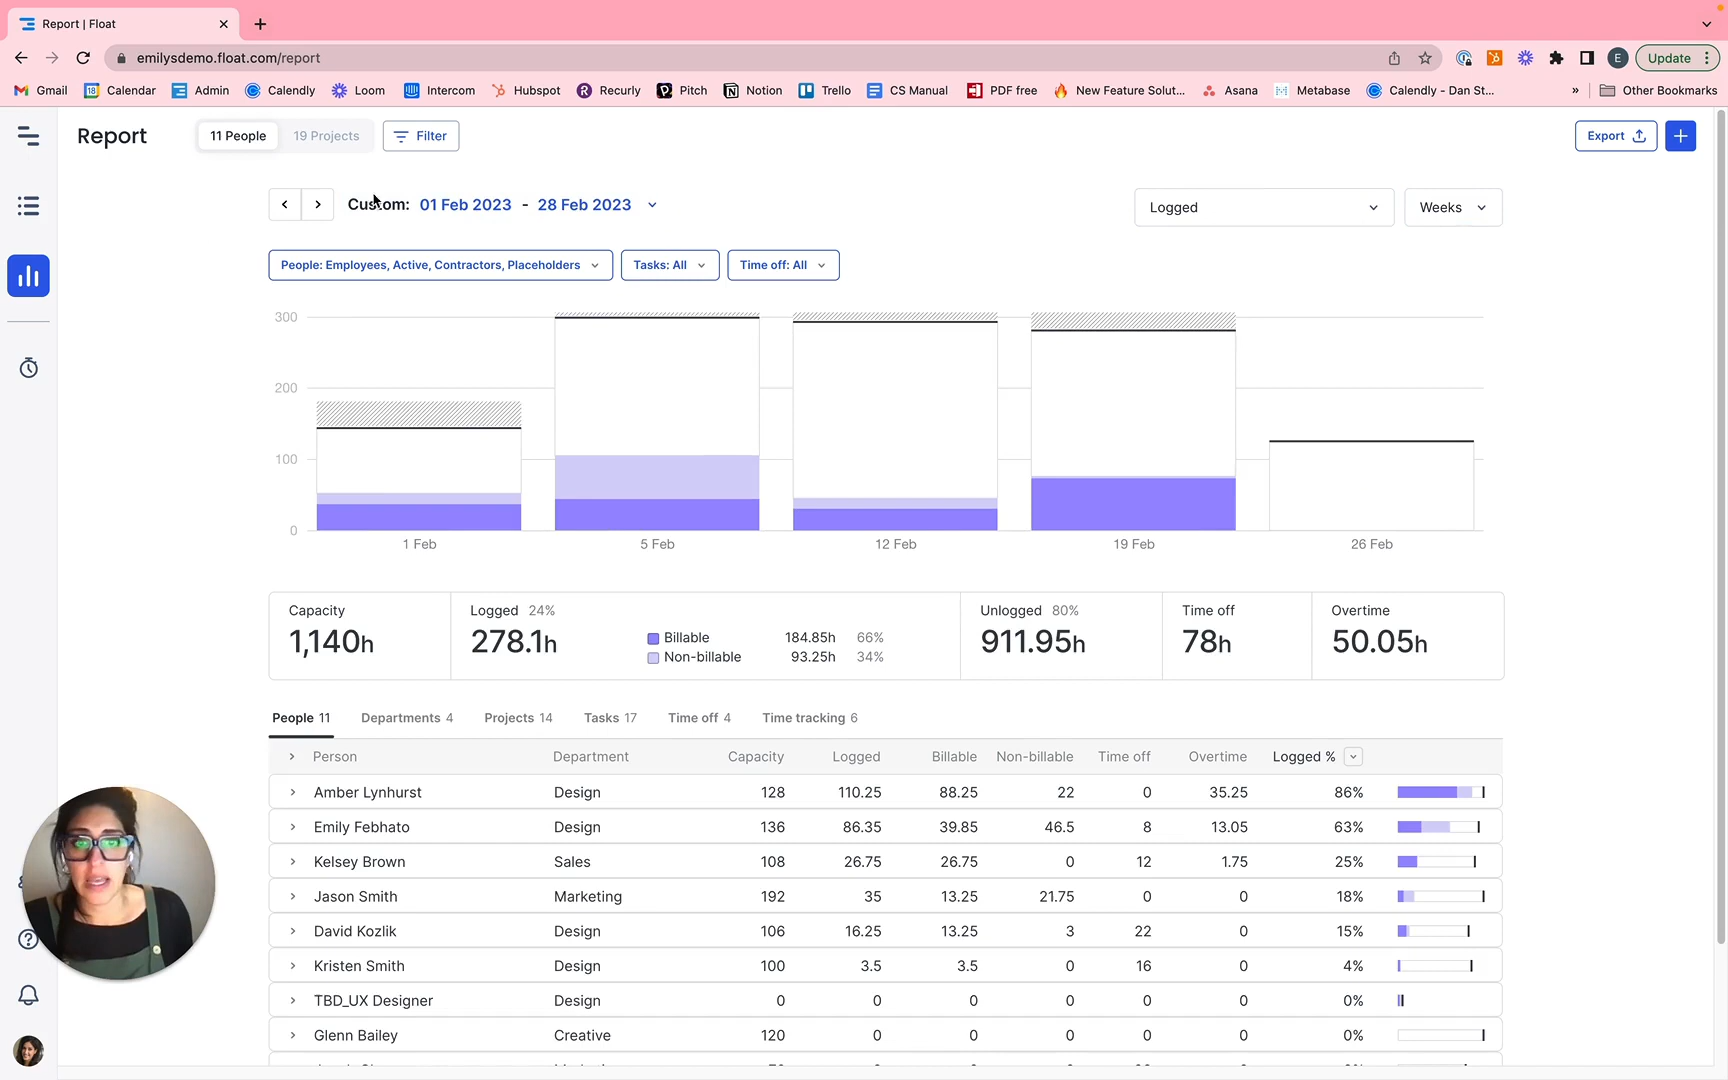 Report | Float
emilysdemo.float.com/report
Update
E
Gmail Calendar Admin Calendly Loom Intercom Hubspot Recurly Pitch Notion Trello CS Manual PDF free New Feature Solut... Asana Metabase Calendly - Dan St... » Other Bookmarks
Report 11 People 19 Projects Filter Export
Custom: 01 Feb 2023 - 28 Feb 2023 Logged Weeks
People: Employees, Active, Contractors, Placeholders Tasks: All Time off: All
300
200
100
0
1 Feb 5 Feb 12 Feb 19 Feb 26 Feb
Capacity Logged 24% Unlogged 80% Time off Overtime
1,140h 278.1h 911.95h 78h 50.05h
Billable 184.85h 66%
Non-billable 93.25h 34%
People 11 Departments 4 Projects 14 Tasks 17 Time off 4 Time tracking 6
Person Department Capacity Logged Billable Non-billable Time off Overtime Logged %
Amber Lynhurst Design 128 110.25 88.25 22 0 35.25 86%
Emily Febhato Design 136 86.35 39.85 46.5 8 13.05 63%
Kelsey Brown Sales 108 26.75 26.75 0 12 1.75 25%
Jason Smith Marketing 192 35 13.25 21.75 0 0 18%
David Kozlik Design 106 16.25 13.25 3 22 0 15%
Kristen Smith Design 100 3.5 3.5 0 16 0 4%
TBD_UX Designer Design 0 0 0 0 0 0 0%
Glenn Bailey Creative 120 0 0 0 0 0 0%